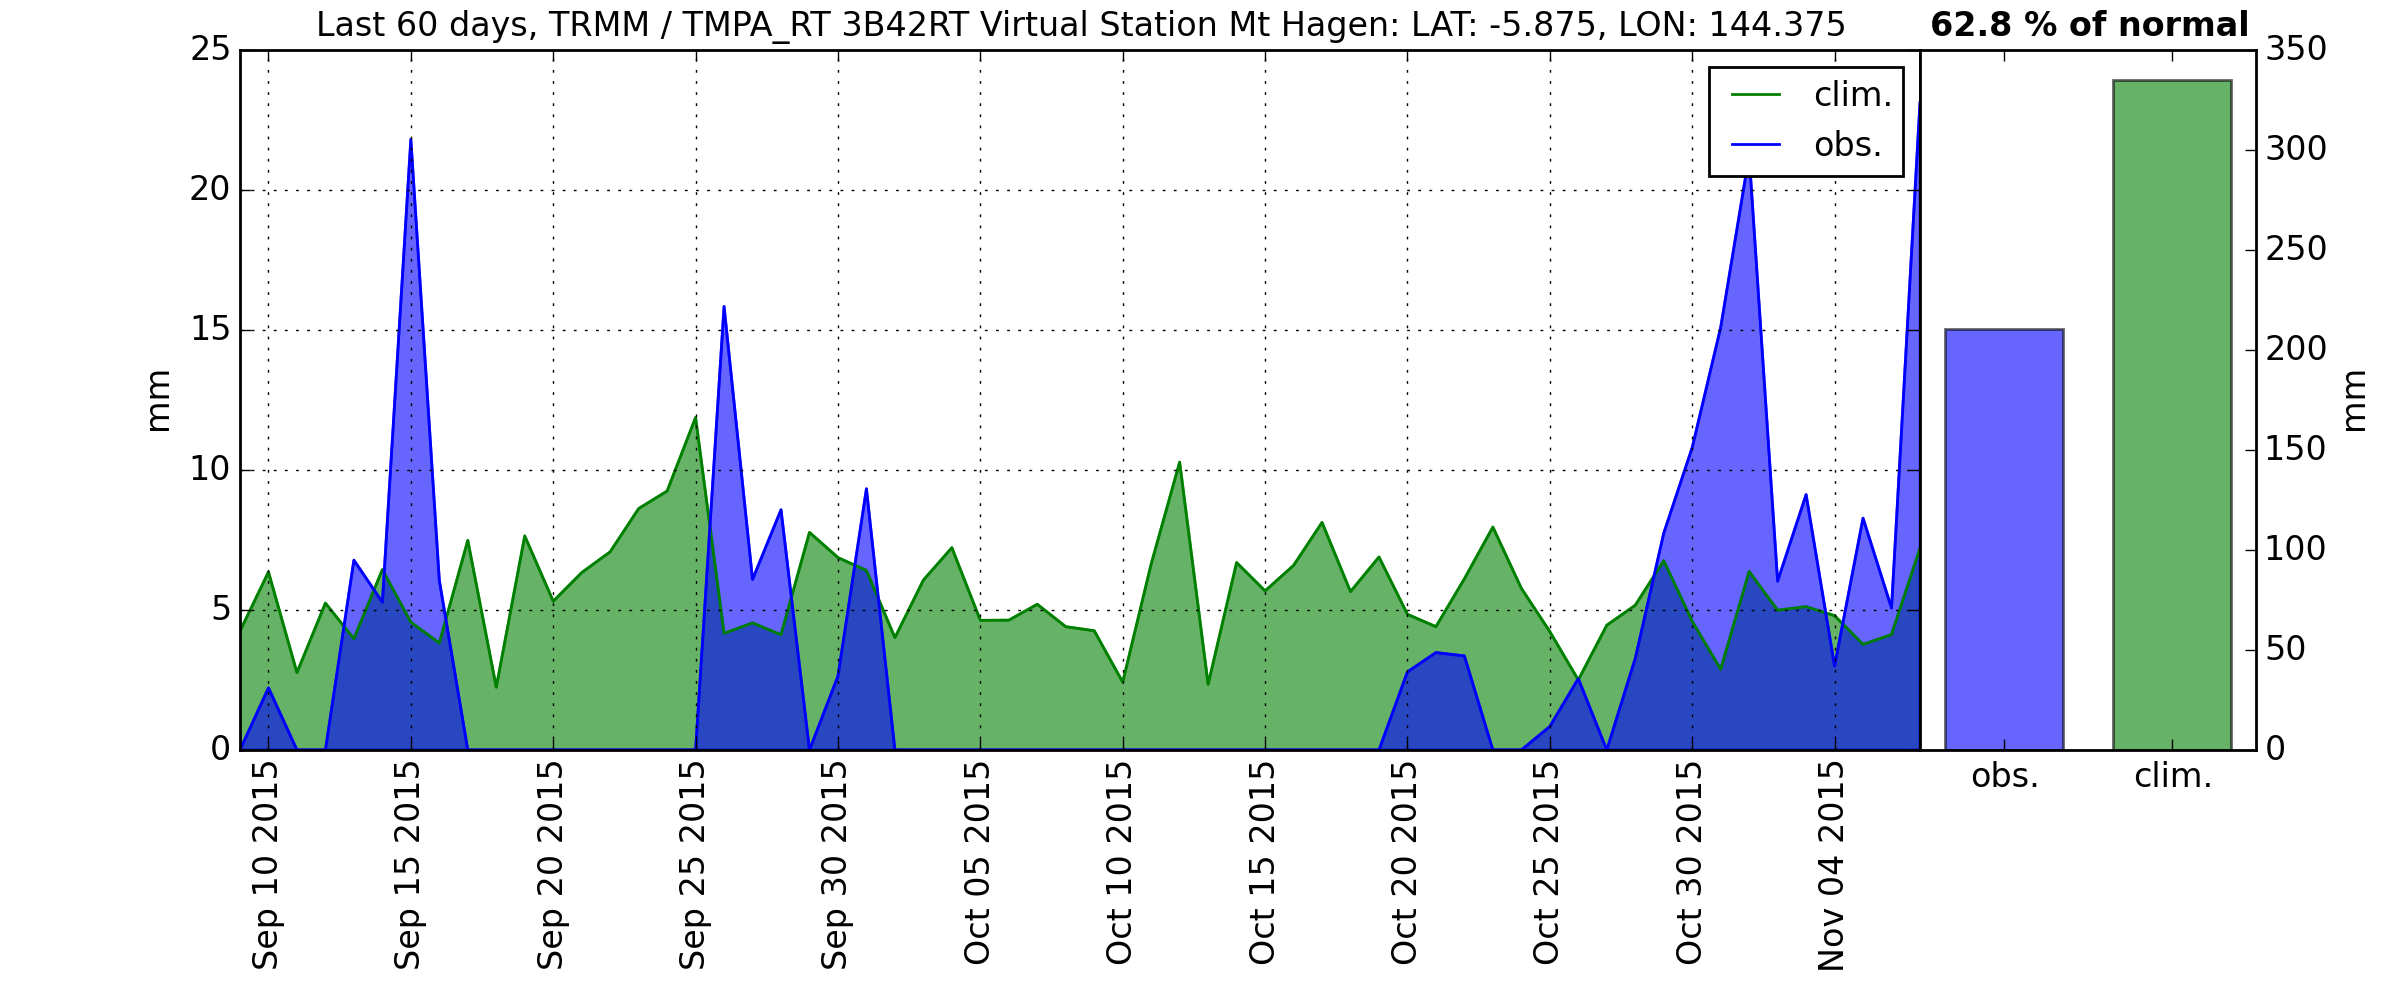 Last 60 days, TRMM / TMPA_RT 3B42RT Virtual Station Mt Hagen: LAT: -5.875, LON: 144.375
62.8 % of normal
25
20
15
10
5
0
mm
clim.
obs.
350
300
250
200
150
100
50
0
mm
Sep 10 2015
Sep 15 2015
Sep 20 2015
Sep 25 2015
Sep 30 2015
Oct 05 2015
Oct 10 2015
Oct 15 2015
Oct 20 2015
Oct 25 2015
Oct 30 2015
Nov 04 2015
obs.
clim.